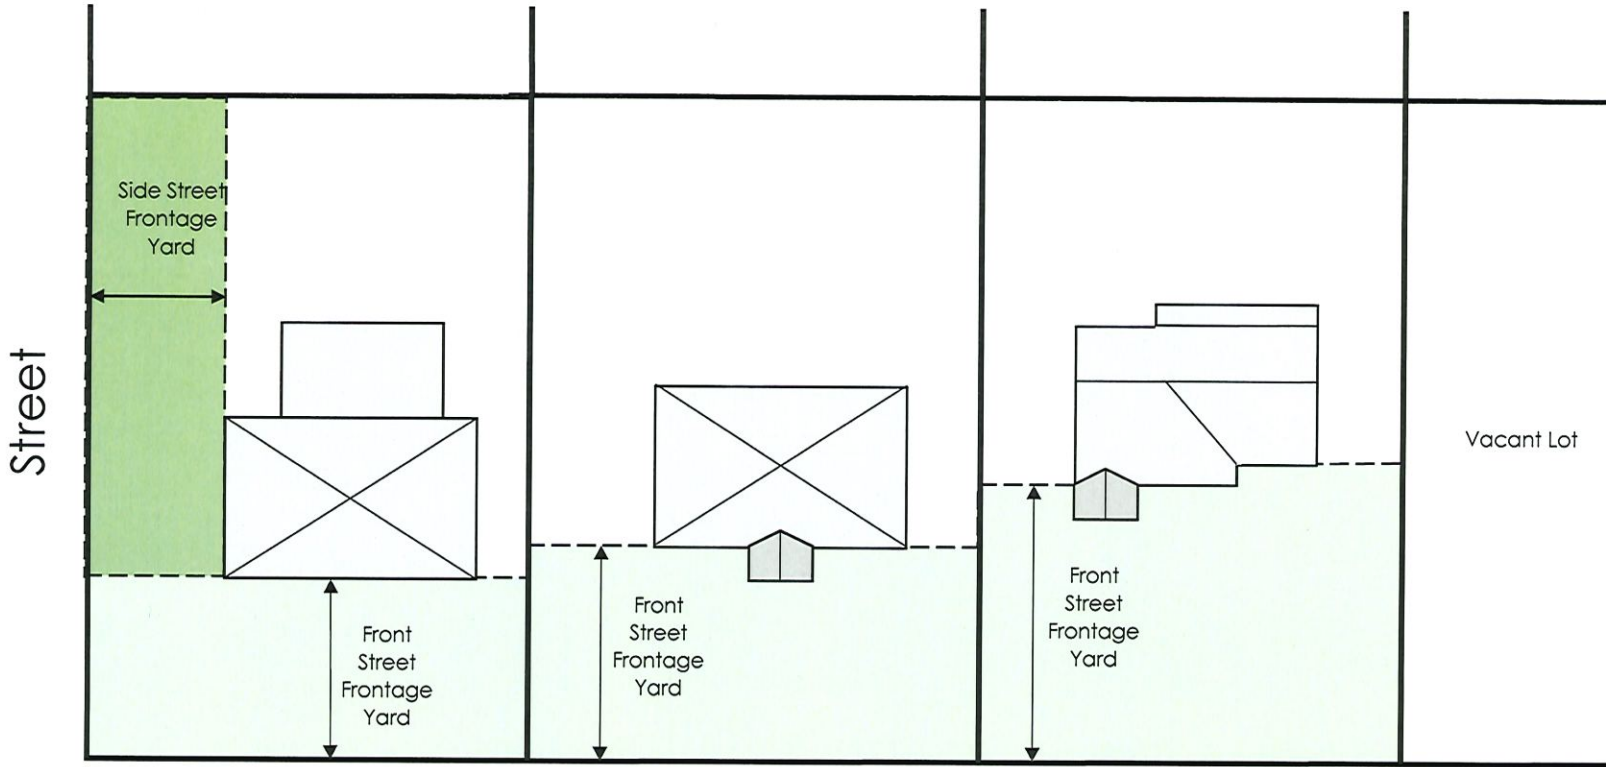 Side Street
Frontage
Yard
Street
Vacant Lot
Front
Street
Frontage
Yard
Front
Street
Frontage
Yard
Front
Street
Frontage
Yard